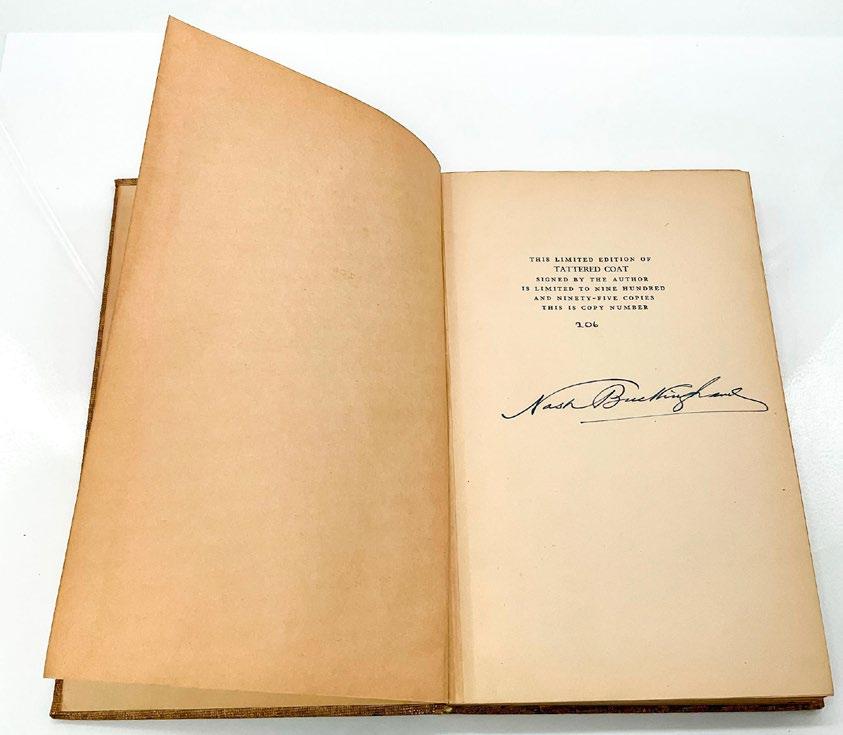 THIS LIMITED EDITION OF
TATTERED COAT
SIGNED BY THE AUTHOR
IS LIMITED TO NINE HUNDRED
AND NINETY-FIVE COPIES
THIS IS COPY NUMBER
206
Nash Buckingham